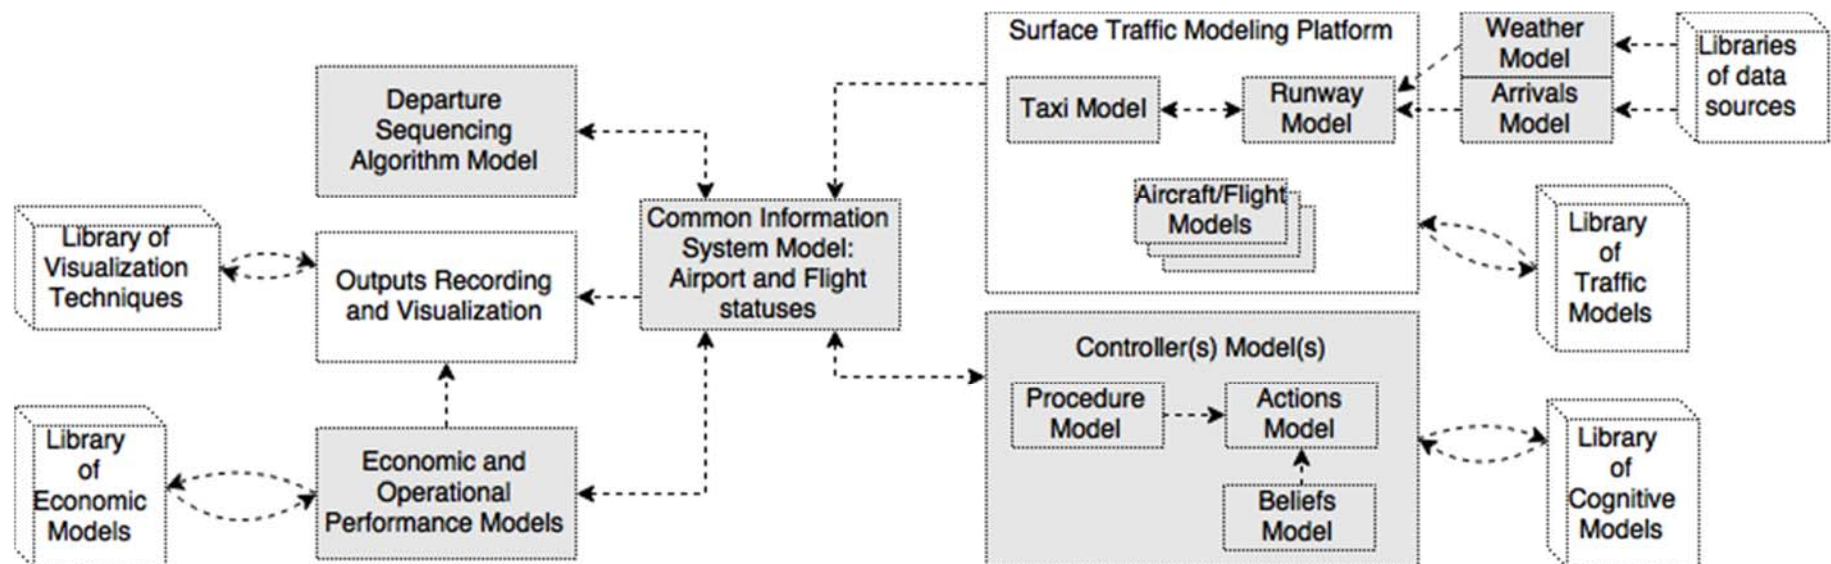 Surface Traffic Modeling Platform
Taxi Model
Runway
Model
Aircraft/Flight
Models
Weather
Model
Arrivals
Model
Libraries
of data
sources
Departure
Sequencing
Algorithm Model
Common Information
System Model:
Airport and Flight
statuses
Library of
Visualization
Techniques
Outputs Recording
and Visualization
Library
of
Traffic
Models
Controller(s) Model(s)
Procedure
Model
Actions
Model
Beliefs
Model
Library
of
Cognitive
Models
Library
of
Economic
Models
Economic and
Operational
Performance Models